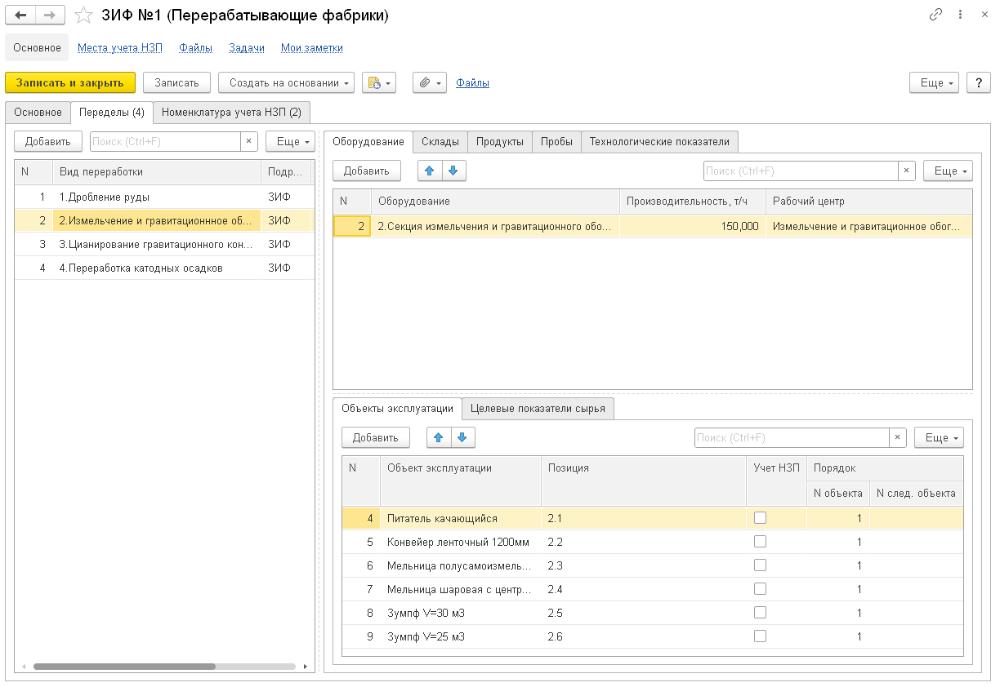 ЗИФ №1 (Перерабатывающие фабрики)
Основное Места учета НЗП Файлы Задачи Мои заметки
Записать и закрыть Записать Создать на основании Файлы Еще ?
Основное Переделы (4) Номенклатура учета НЗП (2)
Добавить Поиск (Ctrl+F) × Еще
N Вид переработки Подр...
1 1.Дробление руды ЗИФ
2 2.Измельчение и гравитационнное об... ЗИФ
3 3.Цианирование гравитационного кон... ЗИФ
4 4.Переработка катодных осадков ЗИФ
Оборудование Склады Продукты Пробы Технологические показатели
Добавить Поиск (Ctrl+F) × Еще
N Оборудование Производительность, т/ч Рабочий центр
2 2.Секция измельчения и гравитационного обо... 150,000 Измельчение и гравитационное обог...
Объекты эксплуатации Целевые показатели сырья
Добавить Поиск (Ctrl+F) × Еще
N Объект эксплуатации Позиция Учет НЗП Порядок
N объекта N след. объекта
4 Питатель качающийся 2.1 1
5 Конвейер ленточный 1200мм 2.2 1
6 Мельница полусамоизмель... 2.3 1
7 Мельница шаровая с центр... 2.4 1
8 Зумпф V=30 м3 2.5 1
9 Зумпф V=25 м3 2.6 1